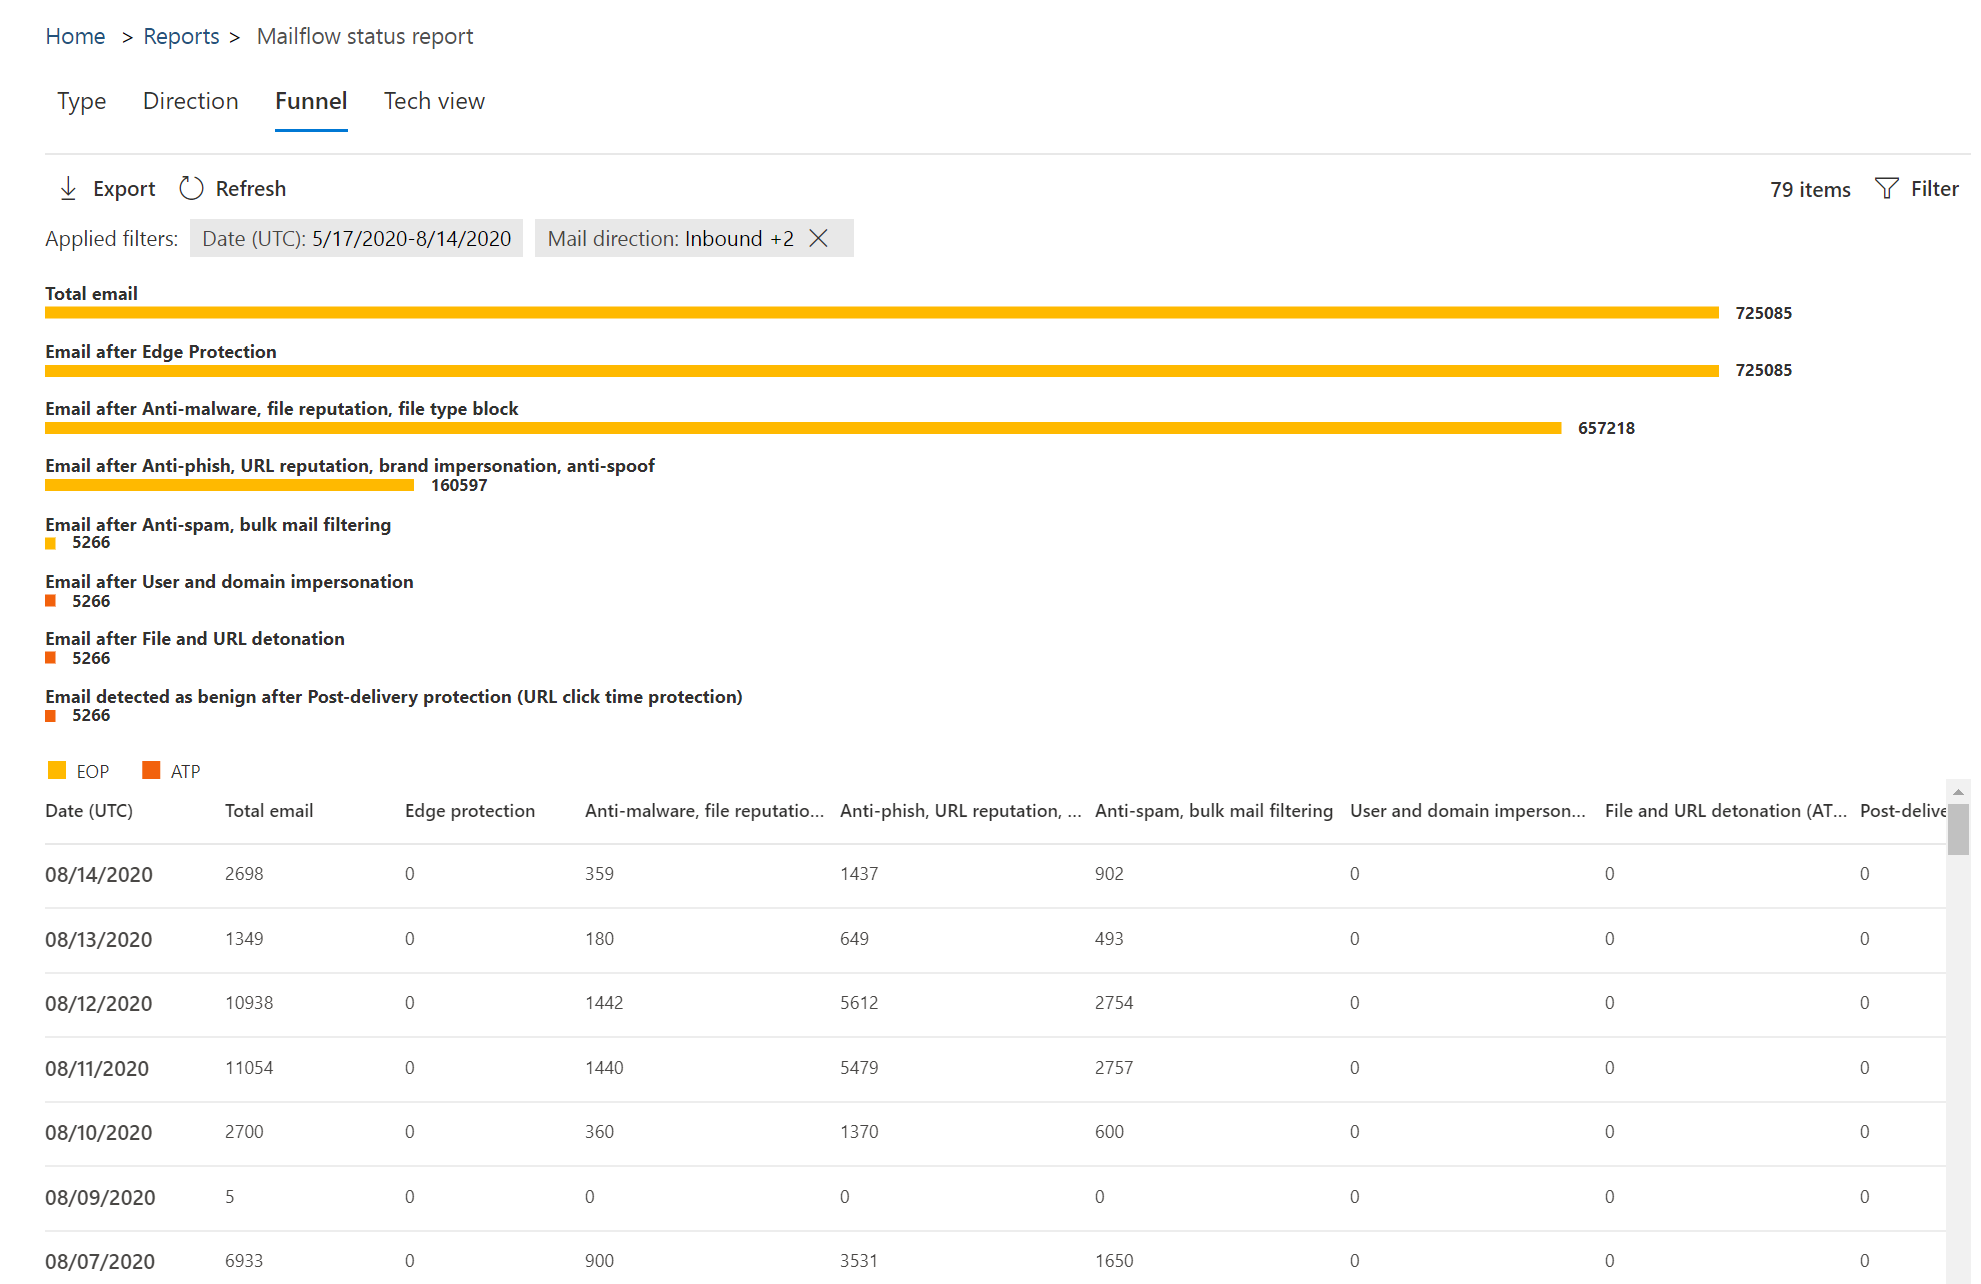 Home > Reports > Mailflow status report
Type Direction Funnel Tech view
Export Refresh 79 items Filter
Applied filters: Date (UTC): 5/17/2020-8/14/2020 Mail direction: Inbound +2
Total email
725085
Email after Edge Protection
725085
Email after Anti-malware, file reputation, file type block
657218
Email after Anti-phish, URL reputation, brand impersonation, anti-spoof
160597
Email after Anti-spam, bulk mail filtering
5266
Email after User and domain impersonation
5266
Email after File and URL detonation
5266
Email detected as benign after Post-delivery protection (URL click time protection)
5266
EOP ATP
Date (UTC) Total email Edge protection Anti-malware, file reputatio... Anti-phish, URL reputation, ... Anti-spam, bulk mail filtering User and domain imperson... File and URL detonation (AT... Post-delive
08/14/2020 2698 0 359 1437 902 0 0 0
08/13/2020 1349 0 180 649 493 0 0 0
08/12/2020 10938 0 1442 5612 2754 0 0 0
08/11/2020 11054 0 1440 5479 2757 0 0 0
08/10/2020 2700 0 360 1370 600 0 0 0
08/09/2020 5 0 0 0 0 0 0 0
08/07/2020 6933 0 900 3531 1650 0 0 0